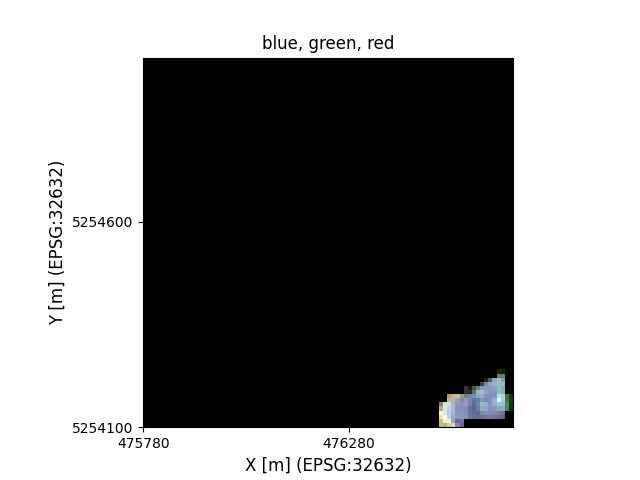 blue, green, red
Y [m] (EPSG:32632)
5254600
5254100
475780
476280
X [m] (EPSG:32632)